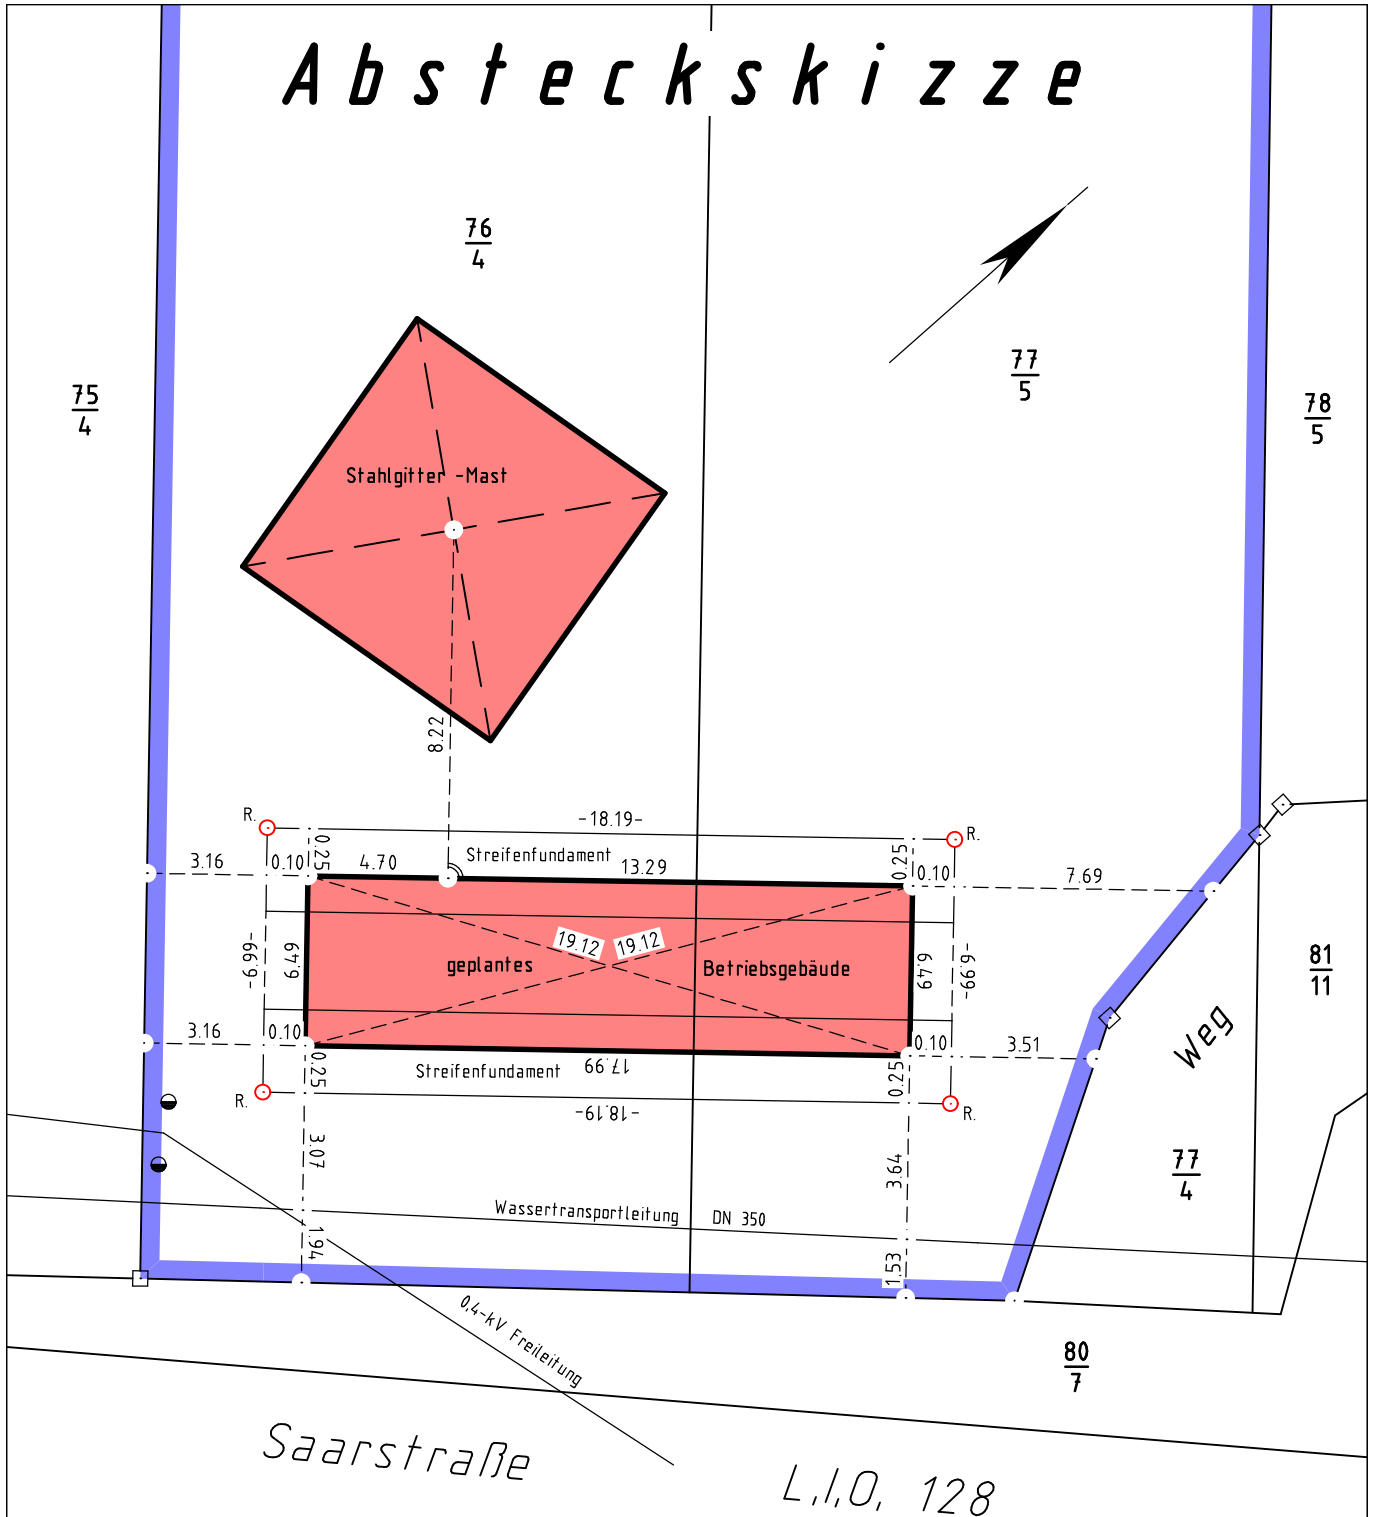 Absteckskizze
76
4
77
5
75
4
78
5
Stahlgitter -Mast
8.22
R.
-18.19-
R.
3.16
0.10
0.25
4.70
Streifenfundament
13.29
0.25
0.10
7.69
-6.99-
6.49
19.12
19.12
geplantes
Betriebsgebäude
6.49
-6.99-
81
11
3.16
0.10
0.25
Streifenfundament
17.99
0.25
0.10
3.51
Weg
R.
-18.19-
R.
3.07
3.64
77
4
Wassertransportleitung
DN 350
1.94
1.53
0,4-kV Freileitung
80
7
Saarstraße
L.I.O. 128